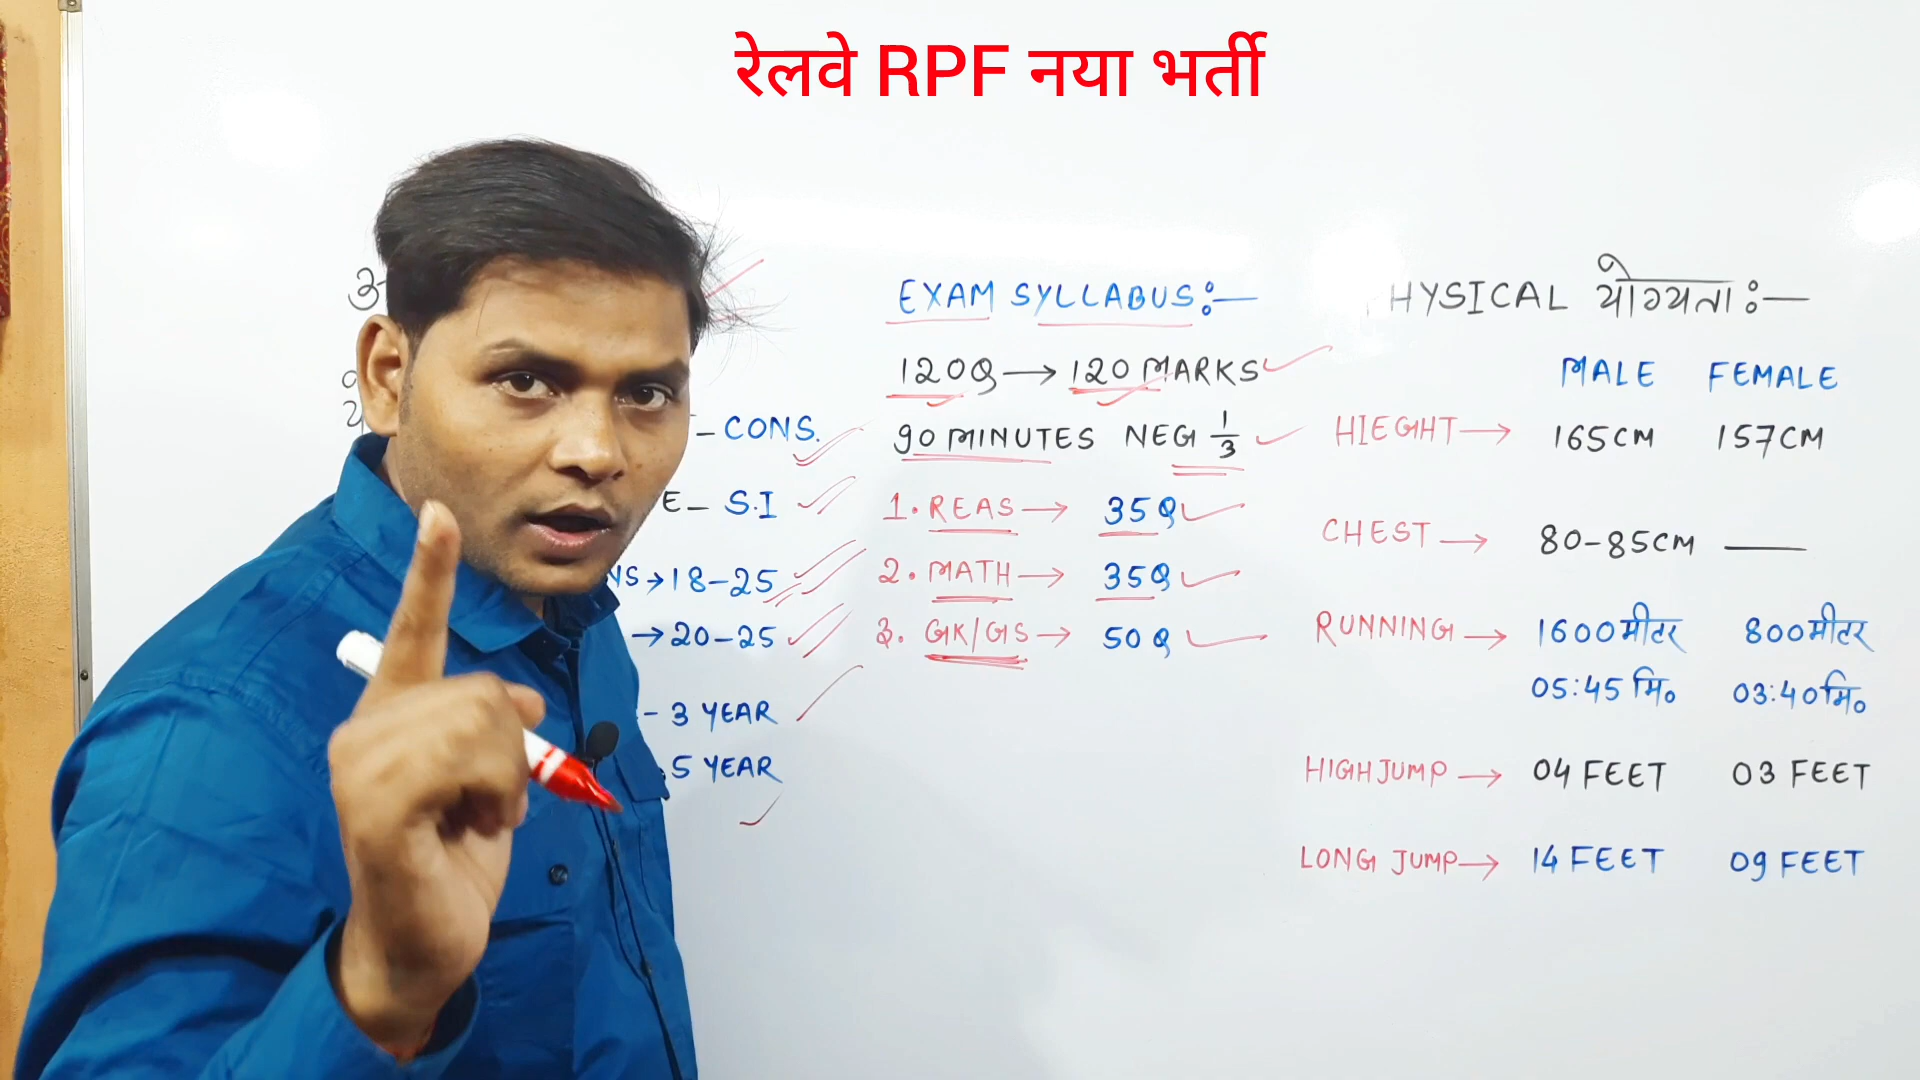 रेलवे RPF नया भर्ती
- CONS.
E- S.I
NS → 18-25
→ 20-25
- 3 YEAR
5 YEAR
EXAM SYLLABUS:-
120Q → 120 MARKS
90 MINUTES NEG 1/3
1. REAS → 35Q
2. MATH → 35Q
3. GK/GS → 50Q
HYSICAL योग्यता :-
MALE FEMALE
HIEGHT → 165CM 157CM
CHEST → 80-85CM —
RUNNING → 1600मीटर 800मीटर
05:45 मि० 03:40मि०
HIGH JUMP → 04 FEET 03 FEET
LONG JUMP → 14 FEET 09 FEET